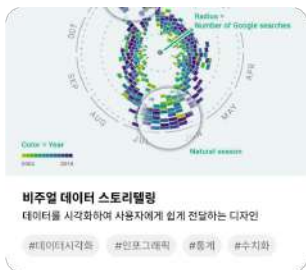 Radius =
Number of Google searches
OCT
SEPT
AUG
MAY
APR
Natural season
Color = Year
2004
비주얼 데이터 스토리텔링
데이터를 시각화하여 사용자에게 쉽게 전달하는 디자인
#데이터시각화 #인포그래픽 #통계 #수치화